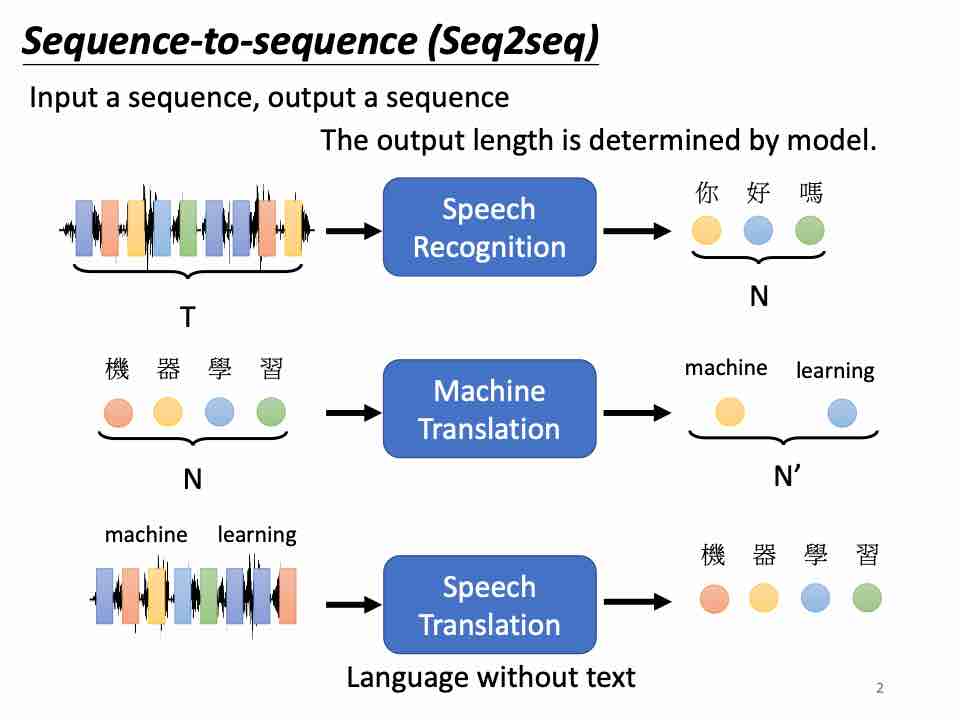 Sequence-to-sequence (Seq2seq)
Input a sequence, output a sequence
The output length is determined by model.
你 好 嗎
Speech
Recognition
T
N
機 器 學 習
Machine
Translation
machine learning
N
N’
machine learning
Speech
Translation
機 器 學 習
Language without text
2